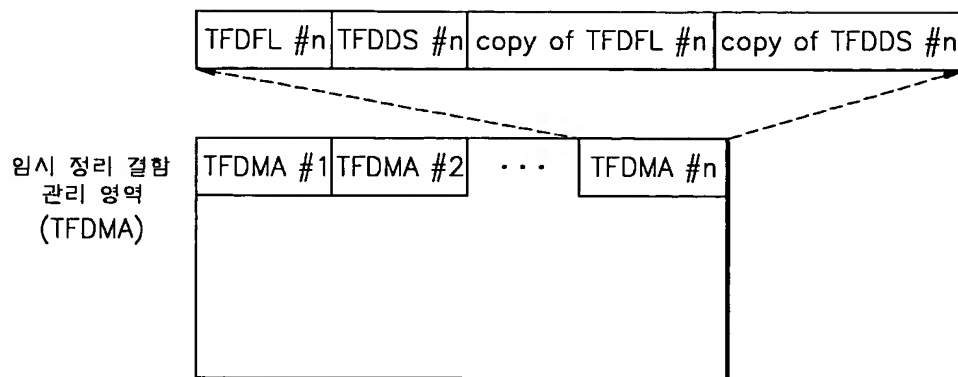 TFDFL #n TFDDS #n copy of TFDFL #n copy of TFDDS #n
임시 정리 결함
관리 영역
(TFDMA)
TFDMA #1 TFDMA #2 ··· TFDMA #n